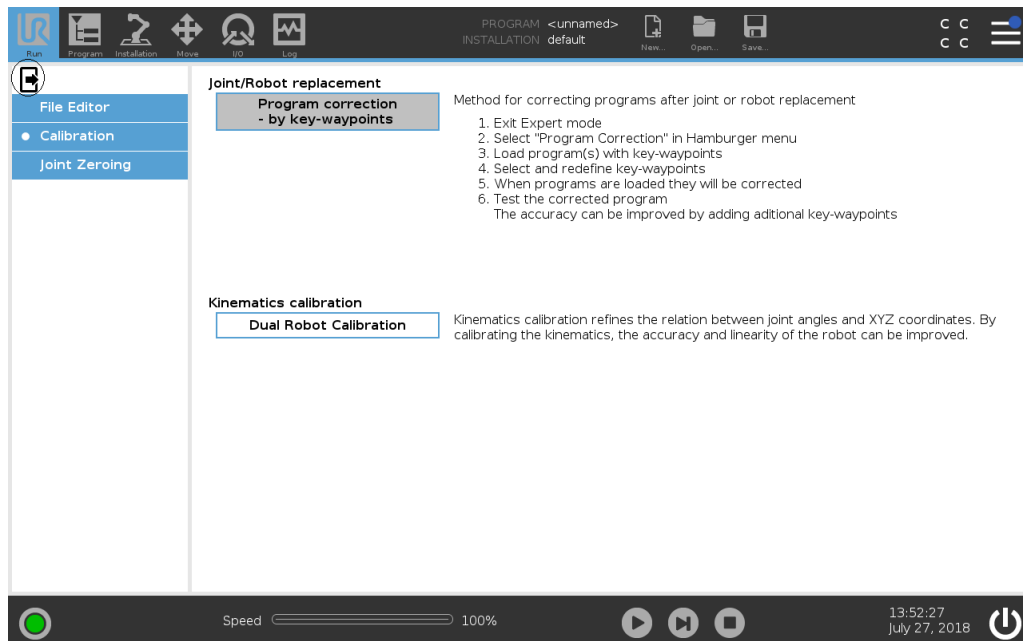 UR
Run
Program
Installation
Move
I/O
Log
PROGRAM <unnamed>
INSTALLATION default
New...
Open...
Save...
C C
C C
File Editor
Calibration
Joint Zeroing
Joint/Robot replacement
Program correction
- by key-waypoints
Method for correcting programs after joint or robot replacement
1. Exit Expert mode
2. Select "Program Correction" in Hamburger menu
3. Load program(s) with key-waypoints
4. Select and redefine key-waypoints
5. When programs are loaded they will be corrected
6. Test the corrected program
The accuracy can be improved by adding aditional key-waypoints
Kinematics calibration
Dual Robot Calibration
Kinematics calibration refines the relation between joint angles and XYZ coordinates. By
calibrating the kinematics, the accuracy and linearity of the robot can be improved.
Speed
100%
13:52:27
July 27, 2018